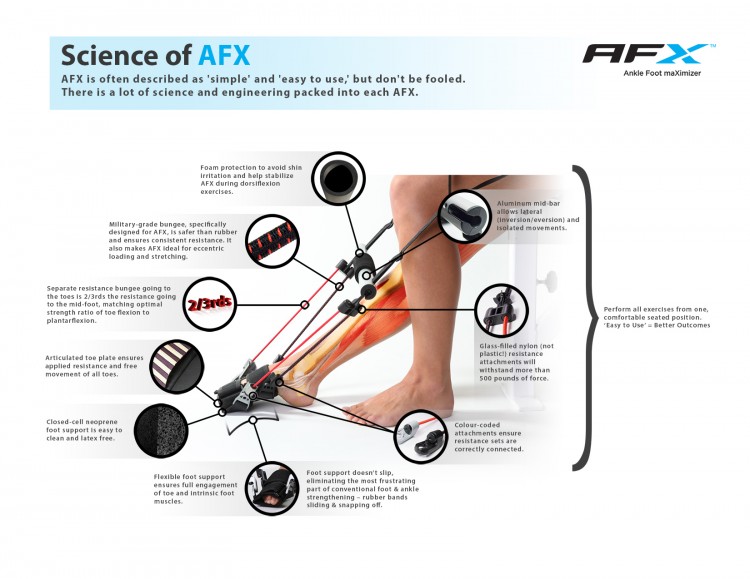 Science of AFX
AFX is often described as 'simple' and 'easy to use,' but don't be fooled.
There is a lot of science and engineering packed into each AFX.
AFX™
Ankle Foot maXimizer
Foam protection to avoid shin
irritation and help stabilize
AFX during dorsiflexion
exercises.
Aluminum mid-bar
allows lateral
(inversion/eversion) and
isolated movements.
Military-grade bungee, specifically
designed for AFX, is safer than rubber
and ensures consistent resistance. It
also makes AFX ideal for eccentric
loading and stretching.
Separate resistance bungee going to
the toes is 2/3rds the resistance going
to the mid-foot, matching optimal
strength ratio of toe flexion to
plantarflexion.
2/3rds
Perform all exercises from one,
comfortable seated position.
'Easy to Use' = Better Outcomes
Glass-filled nylon (not
plastic!) resistance
attachments will
withstand more than
500 pounds of force.
Articulated toe plate ensures
applied resistance and free
movement of all toes.
Closed-cell neoprene
foot support is easy to
clean and latex free.
Colour-coded
attachments ensure
resistance sets are
correctly connected.
Flexible foot support
ensures full engagement
of toe and intrinsic foot
muscles.
Foot support doesn't slip,
eliminating the most frustrating
part of conventional foot & ankle
strengthening – rubber bands
sliding & snapping off.